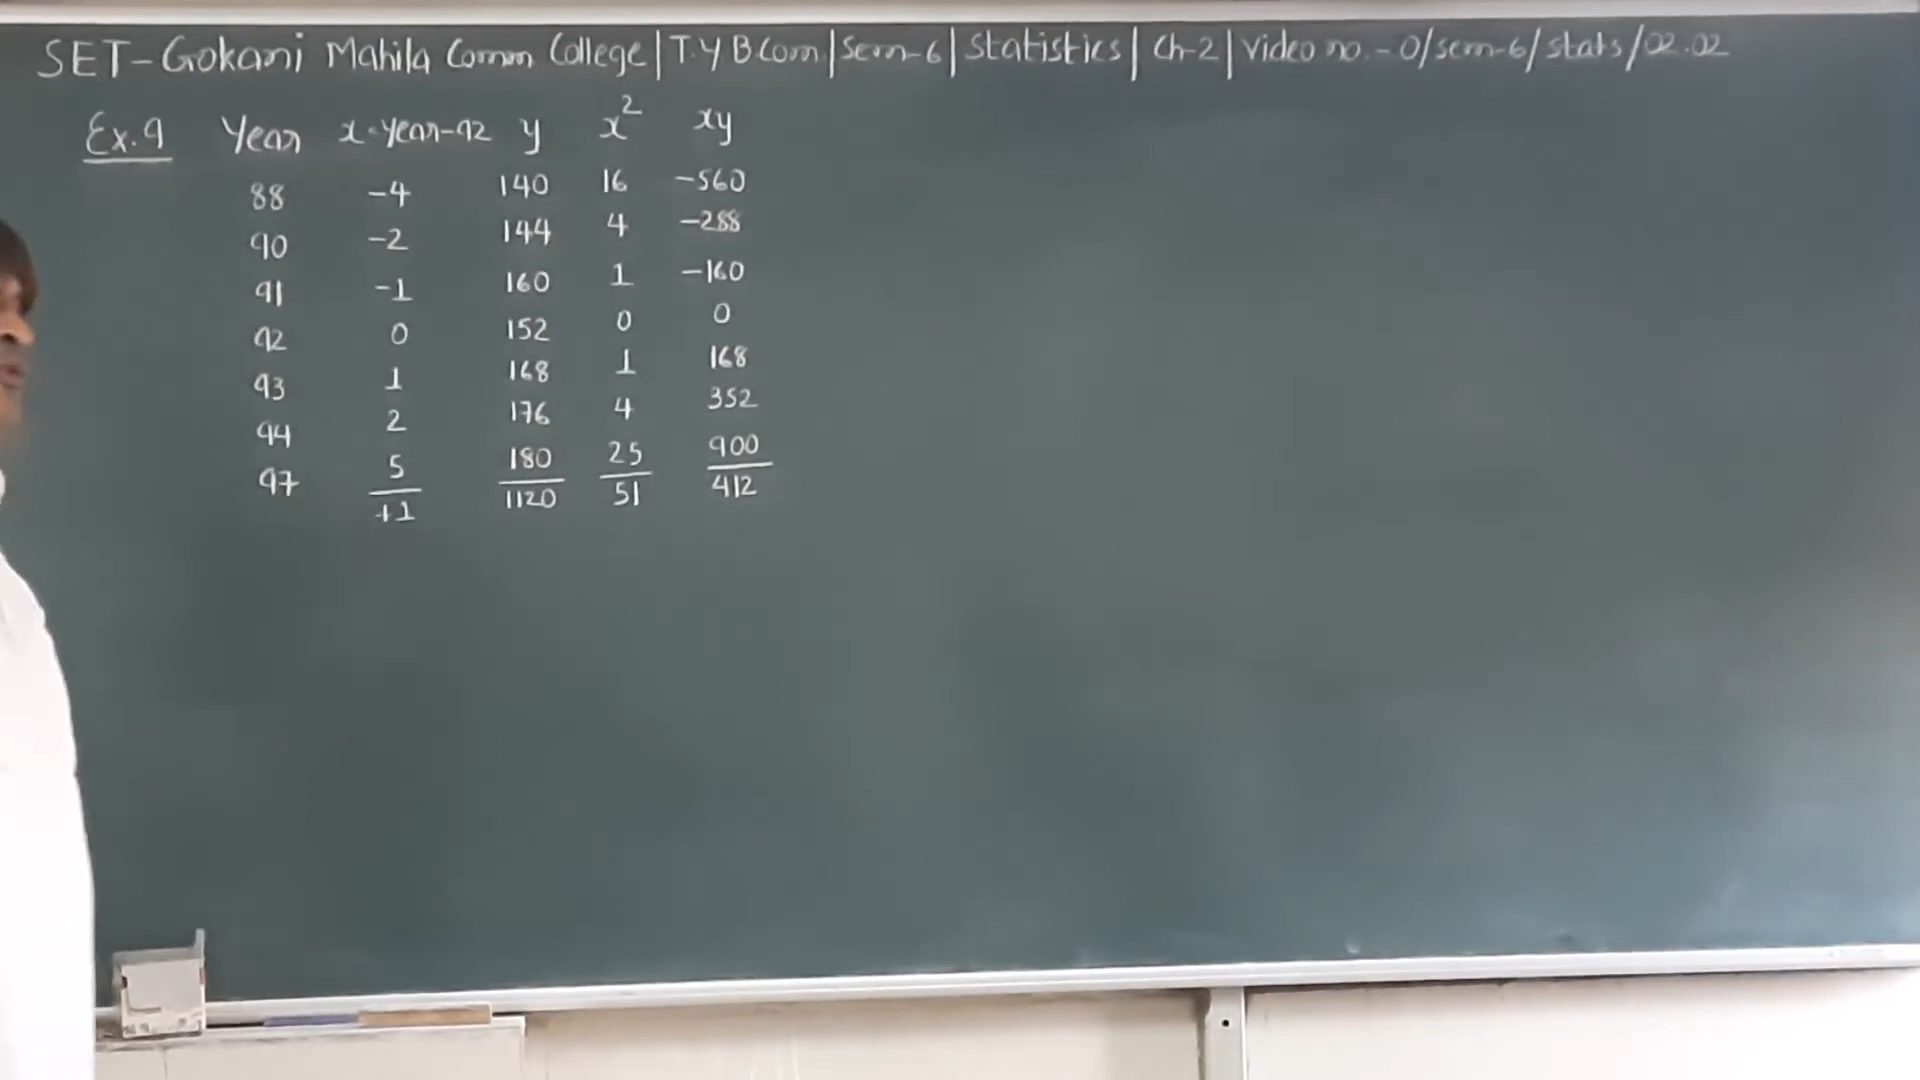 SET-Gokani Mahila Comm College | T.Y BCom | Sem-6 | Statistics | Ch-2 | Video no.-0/sem-6/stats/02.02
Ex.9 Year x=year-92 y x² xy
88 -4 140 16 -560
90 -2 144 4 -288
91 -1 160 1 -160
92 0 152 0 0
93 1 168 1 168
94 2 176 4 352
97 5 180 25 900
+1 1120 51 412